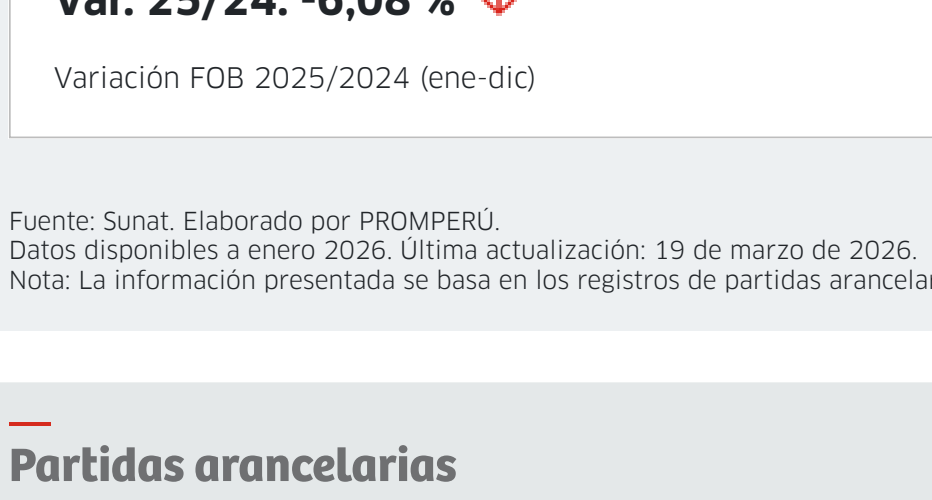 Var. 25/24: -6,08 %
Variación FOB 2025/2024 (ene-dic)
Fuente: Sunat. Elaborado por PROMPERÚ.
Datos disponibles a enero 2026. Última actualización: 19 de marzo de 2026.
Nota: La información presentada se basa en los registros de partidas
Partidas arancelarias